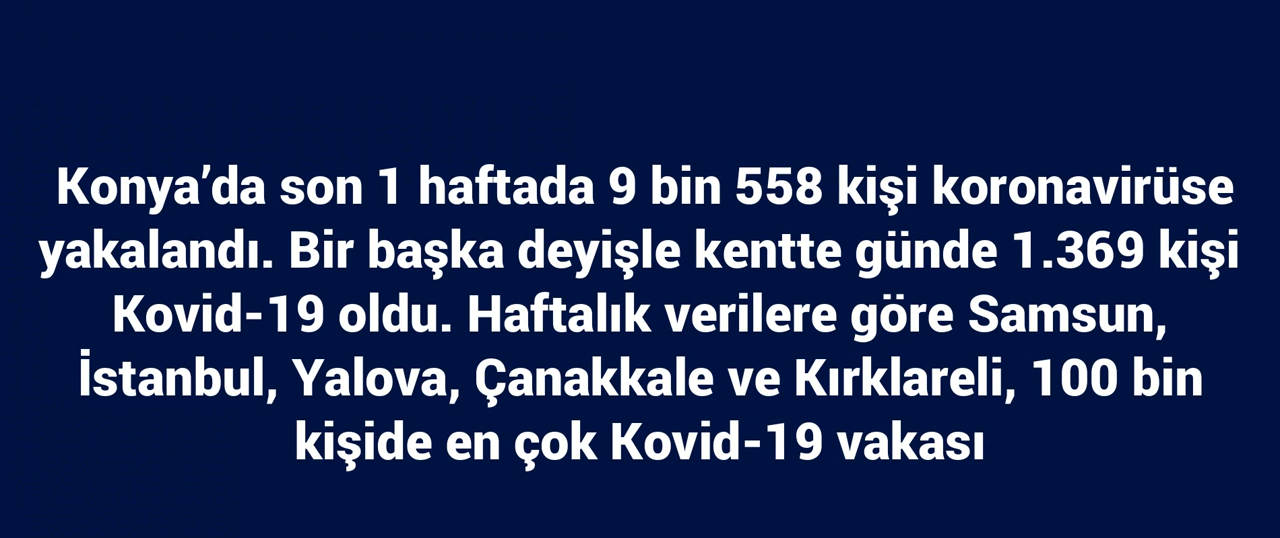 Konya’da son 1 haftada 9 bin 558 kişi koronavirüse
yakalandı. Bir başka deyişle kentte günde 1.369 kişi
Kovid-19 oldu. Haftalık verilere göre Samsun,
İstanbul, Yalova, Çanakkale ve Kırklareli, 100 bin
kişide en çok Kovid-19 vakası